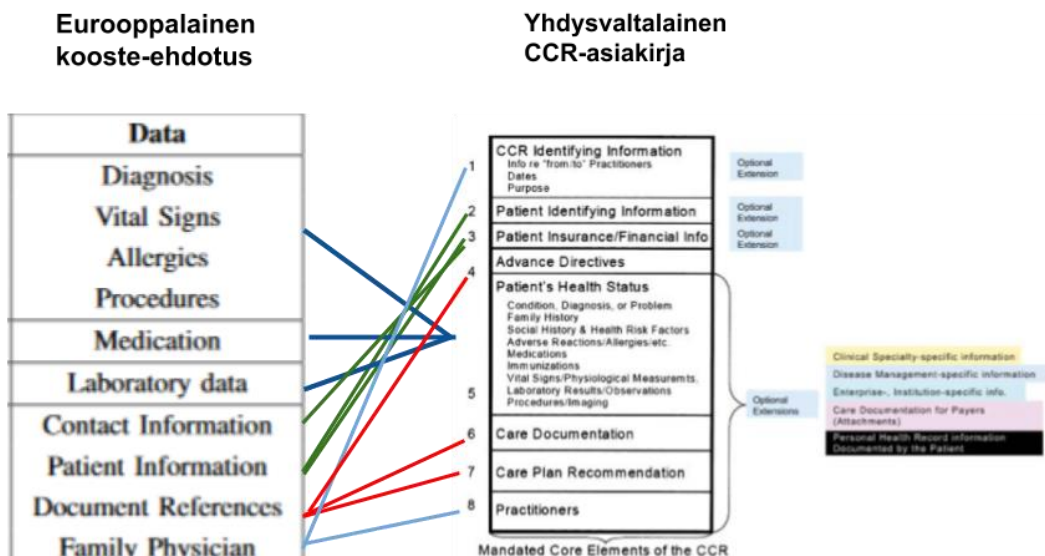 Eurooppalainen
kooste-ehdotus
Yhdysvaltalainen
CCR-asiakirja
Data
Diagnosis
Vital Signs
Allergies
Procedures
Medication
Laboratory data
Contact Information
Patient Information
Document References
Family Physician
1
2
3
4
5
6
7
8
CCR Identifying Information
Info re "from/to" Practitioners
Dates
Purpose
Patient Identifying Information
Patient Insurance/Financial Info
Advance Directives
Patient's Health Status
Condition, Diagnosis, or Problem
Family History
Social History & Health Risk Factors
Adverse Reactions/Allergies/etc.
Medications
Immunizations
Vital Signs/Physiological Measuremts.
Laboratory Results/Observations
Procedures/Imaging
Care Documentation
Care Plan Recommendation
Practitioners
Mandated Core Elements of the CCR
Optional
Extension
Optional
Extension
Optional
Extension
Optional
Extensions
Clinical Specialty-specific information
Disease Management-specific information
Enterprise-, Institution-specific info.
Care Documentation for Payers
(Attachments)
Personal Health Record information
Documented by the Patient